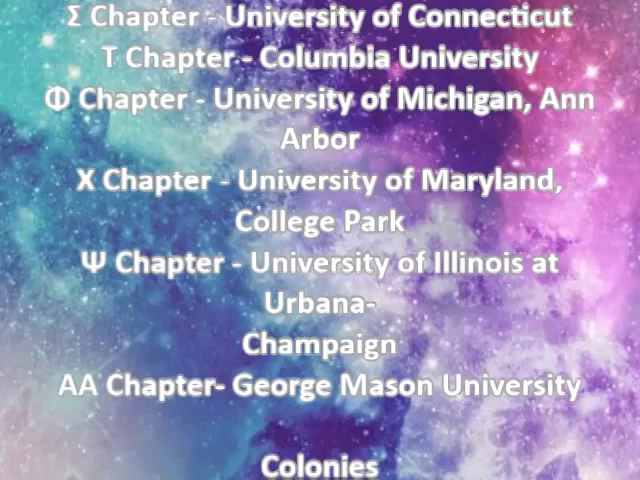 Σ Chapter - University of Connecticut
Τ Chapter - Columbia University
Φ Chapter - University of Michigan, Ann
Arbor
Χ Chapter - University of Maryland,
College Park
Ψ Chapter - University of Illinois at
Urbana-
Champaign
ΑΑ Chapter- George Mason University
Colonies